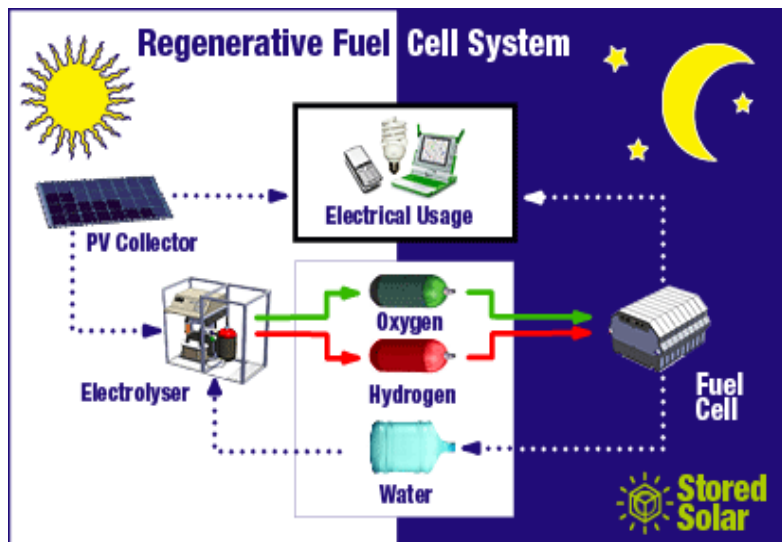 Regenerative Fuel Cell System
Electrical Usage
PV Collector
Oxygen
Electrolyser
Hydrogen
Fuel
Cell
Water
Stored
Solar